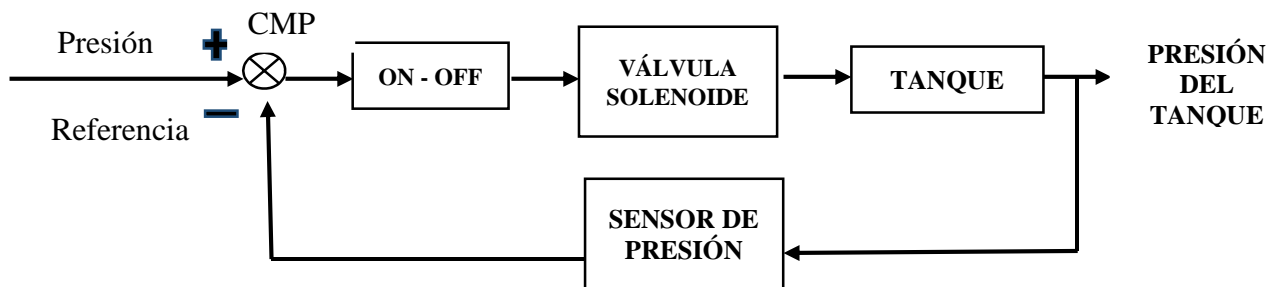 CMP
Presión
Referencia
ON - OFF
VÁLVULA
SOLENOIDE
TANQUE
PRESIÓN
DEL
TANQUE
SENSOR DE
PRESIÓN